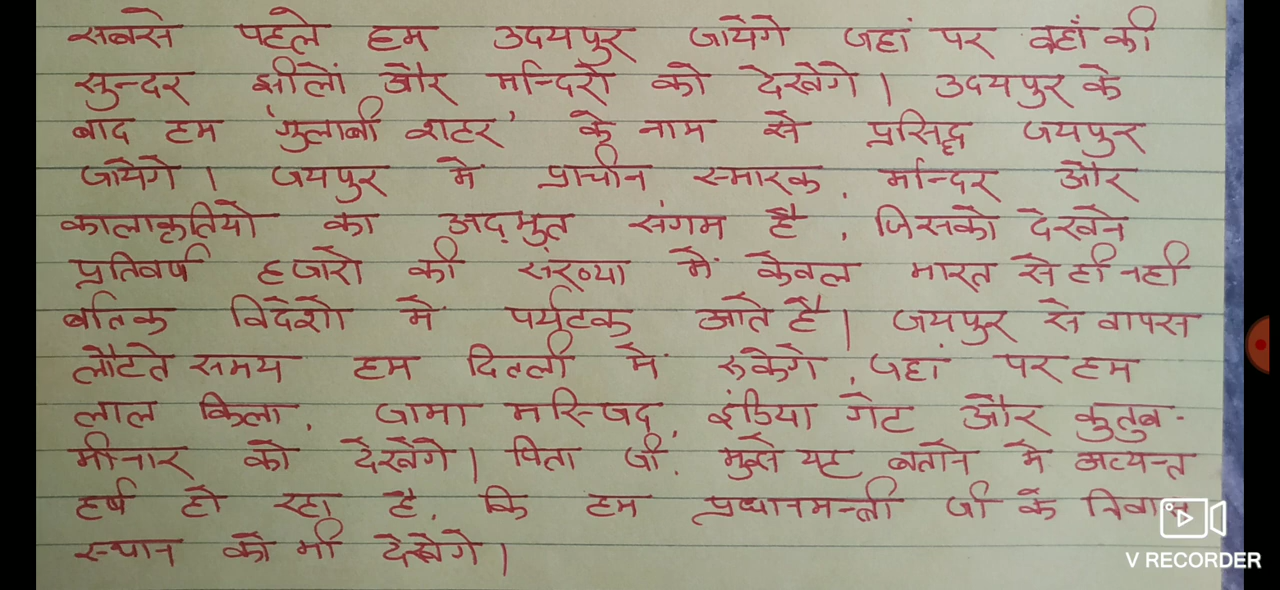 सबसे पहले हम उदयपुर जायेंगे जहां पर वहाँ की
सुन्दर झीलों और मन्दिरों को देखेंगे। उदयपुर के
बाद हम 'गुलाबी शहर' के नाम से प्रसिद्ध जयपुर
जायेंगे। जयपुर में प्राचीन स्मारक, मन्दिर और
कालाकृतियो का अद्भुत संगम है, जिसको देखने
प्रतिवर्ष हजारो की संख्या में केवल भारत से ही नही
बल्कि विदेशो में पर्यटक आते है। जयपुर से वापस
लौटते समय हम दिल्ली में रुकेगे, जहां पर हम
लाल किला, जामा मस्जिद, इंडिया गेट और कुतुब-
मीनार को देखेंगे। पिता जी, मुझे यह बताने मे अत्यन्त
हर्ष हो रहा है, कि हम प्रधानमन्त्री जी के निवास
स्थान को भी देखेगे।
V RECORDER